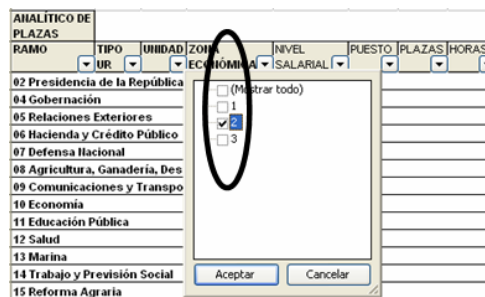 ANALÍTICO DE
PLAZAS
RAMO TIPO UR UNIDAD ZONA ECONÓMICA NIVEL SALARIAL PUESTO PLAZAS HORAS
02 Presidencia de la República
04 Gobernación
05 Relaciones Exteriores
06 Hacienda y Crédito Público
07 Defensa Nacional
08 Agricultura, Ganadería, Des
09 Comunicaciones y Transpo
10 Economía
11 Educación Pública
12 Salud
13 Marina
14 Trabajo y Previsión Social
15 Reforma Agraria
(Mostrar todo)
1
2
3
Aceptar Cancelar